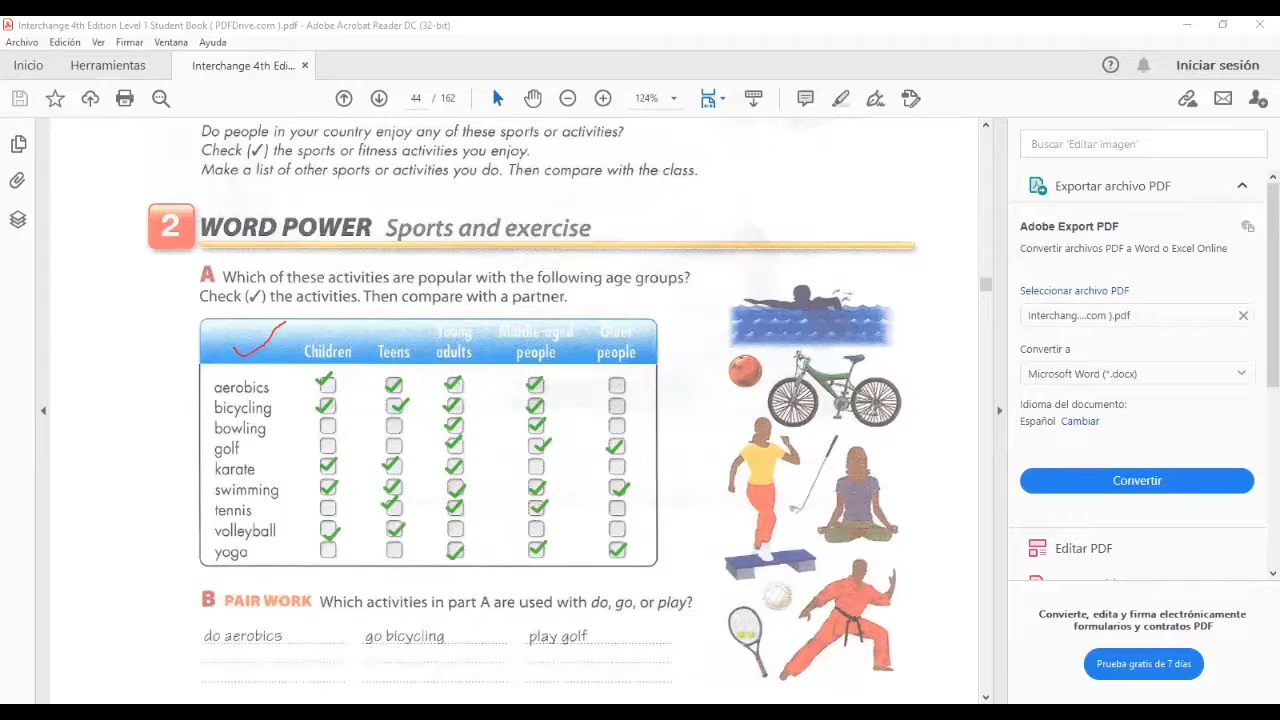 Interchange 4th Edition Level 1 Student Book ( PDFDrive.com ).pdf - Adobe Acrobat Reader DC (32-bit)
Archivo Edición Ver Firmar Ventana Ayuda
Inicio Herramientas Interchange 4th Edi... × Iniciar sesión
44 / 162 124%
Do people in your country enjoy any of these sports or activities?
Check (✓) the sports or fitness activities you enjoy.
Make a list of other sports or activities you do. Then compare with the class.
2 WORD POWER Sports and exercise
A Which of these activities are popular with the following age groups?
Check (✓) the activities. Then compare with a partner.
Young Middle-aged Older
Children Teens adults people people
aerobics
bicycling
bowling
golf
karate
swimming
tennis
volleyball
yoga
B PAIR WORK Which activities in part A are used with do, go, or play?
do aerobics go bicycling play golf
Buscar 'Editar imagen'
Exportar archivo PDF
Adobe Export PDF
Convertir archivos PDF a Word o Excel Online
Seleccionar archivo PDF
Interchang....com ).pdf
Convertir a
Microsoft Word (*.docx)
Idioma del documento:
Español Cambiar
Convertir
Editar PDF
Convierte, edita y firma electrónicamente
formularios y contratos PDF
Prueba gratis de 7 días